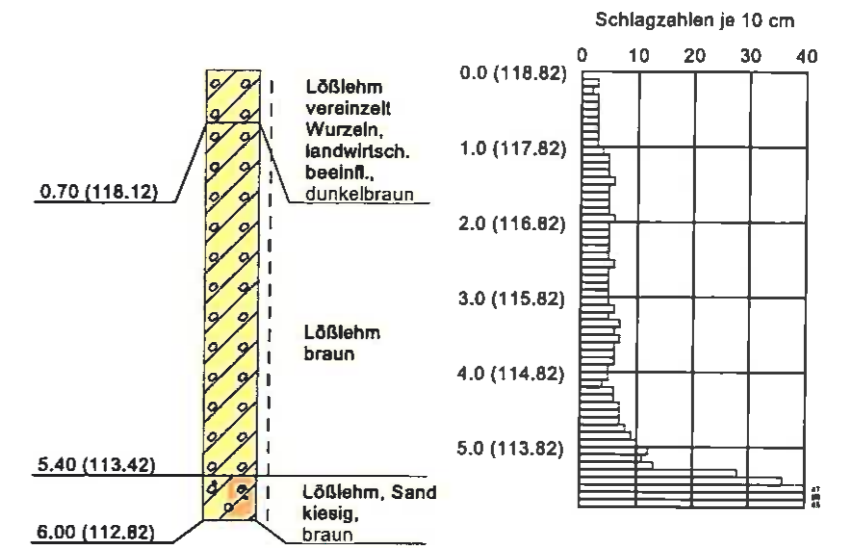 Lößlehm
vereinzelt
Wurzeln,
landwirtsch.
beeinfl.,
dunkelbraun
0.70 (118.12)
Lößlehm
braun
5.40 (113.42)
Lößlehm, Sand
kiesig,
braun
6.00 (112.82)
Schlagzahlen je 10 cm
0 10 20 30 40
0.0 (118.82)
1.0 (117.82)
2.0 (116.82)
3.0 (115.82)
4.0 (114.82)
5.0 (113.82)